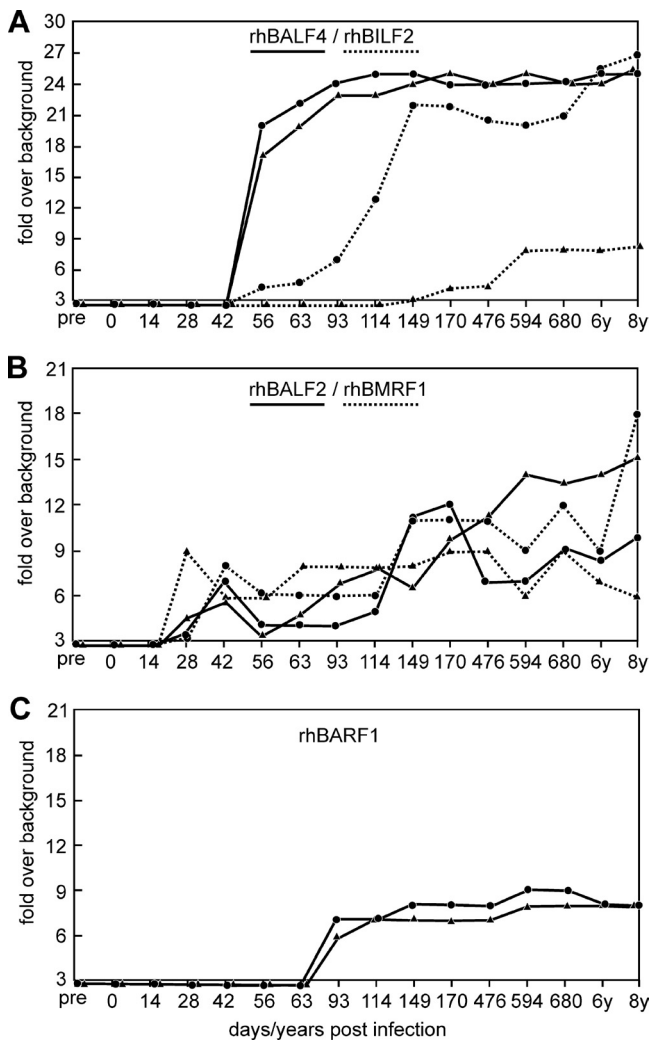 A
rhBALF4 / rhBILF2
fold over background
30
27
24
21
18
15
12
9
6
3
pre 0 14 28 42 56 63 93 114 149 170 476 594 680 6y 8y
B
rhBALF2 / rhBMRF1
fold over background
21
18
15
12
9
6
3
pre 0 14 28 42 56 63 93 114 149 170 476 594 680 6y 8y
C
rhBARF1
fold over background
21
18
15
12
9
6
3
pre 0 14 28 42 56 63 93 114 149 170 476 594 680 6y 8y
days/years post infection